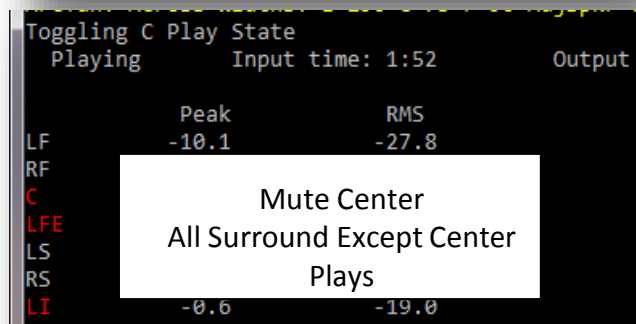 Toggling C Play State
Playing Input time: 1:52 Output
Peak RMS
LF -10.1 -27.8
RF
C
LFE
LS
RS
LI -0.6 -19.0
Mute Center
All Surround Except Center
Plays